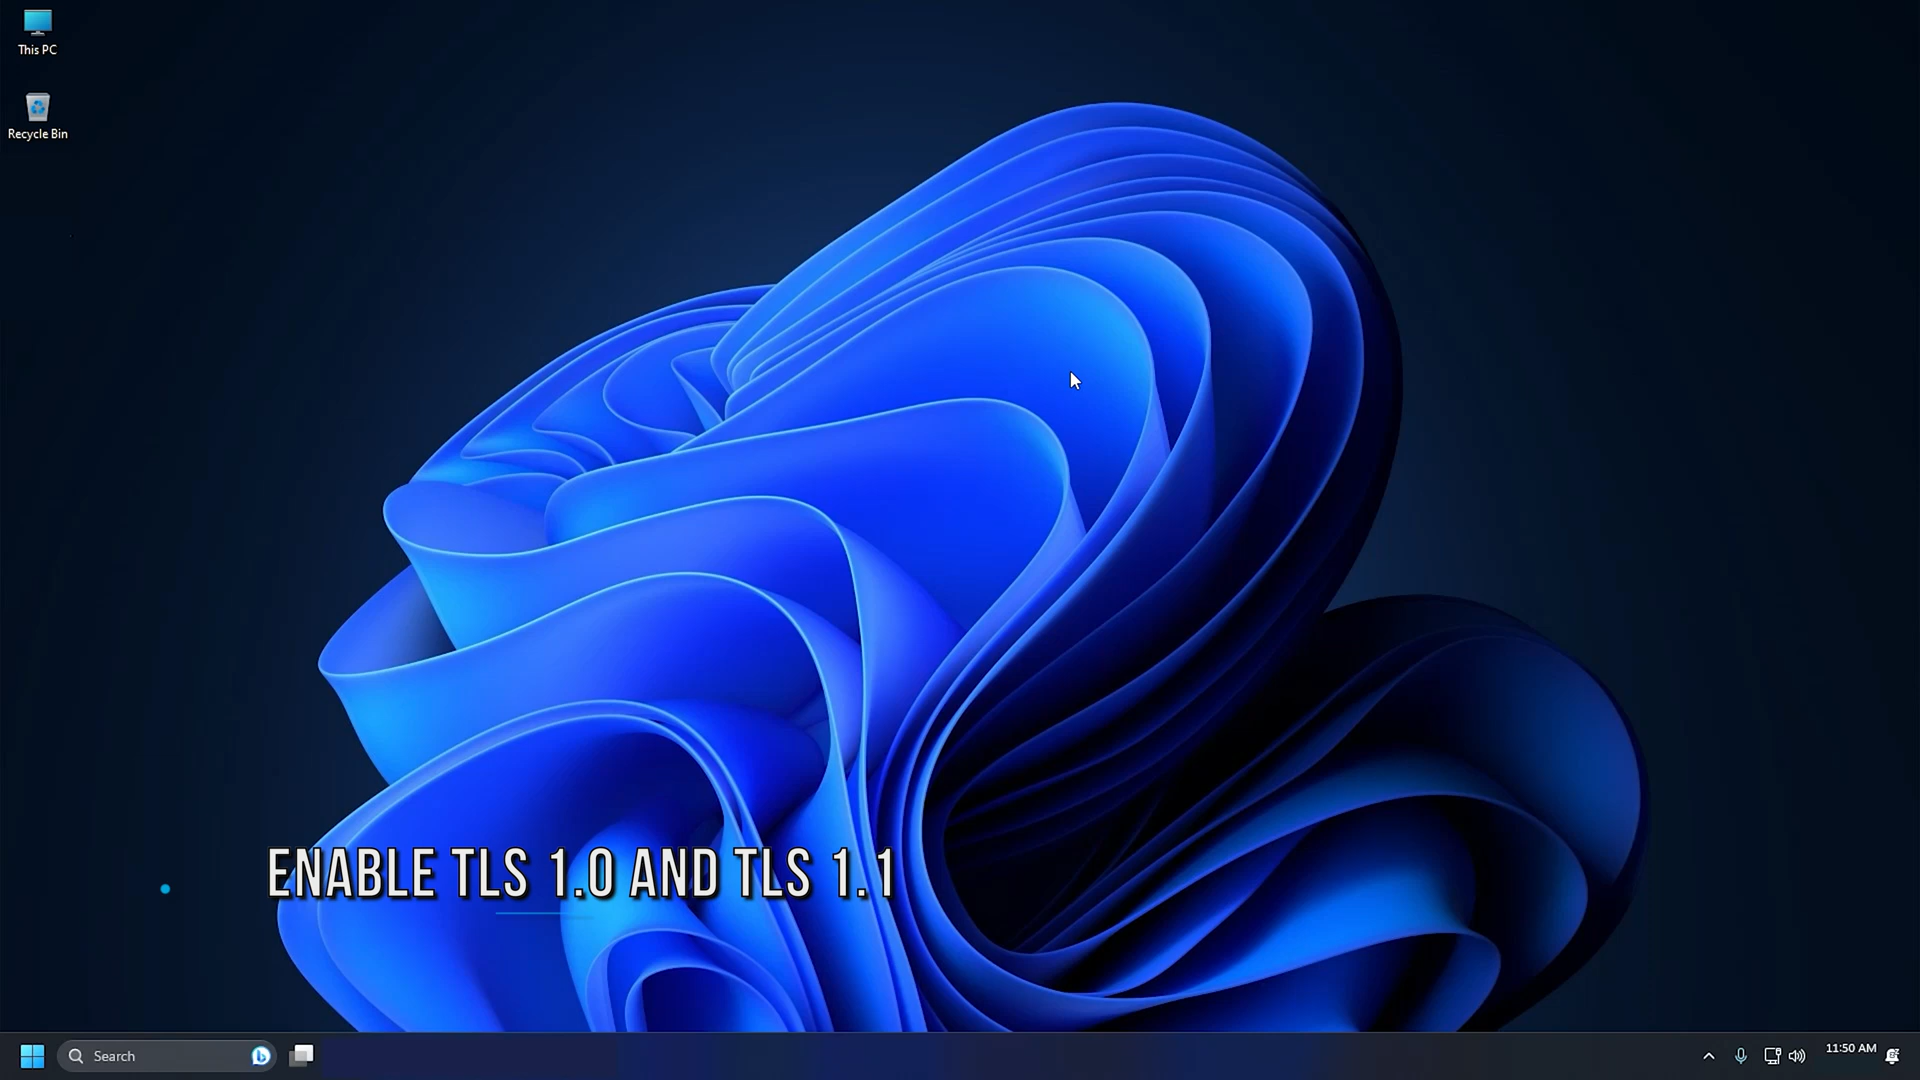 This PC
Recycle Bin
ENABLE TLS 1.0 AND TLS 1.1
Search
11:50 AM